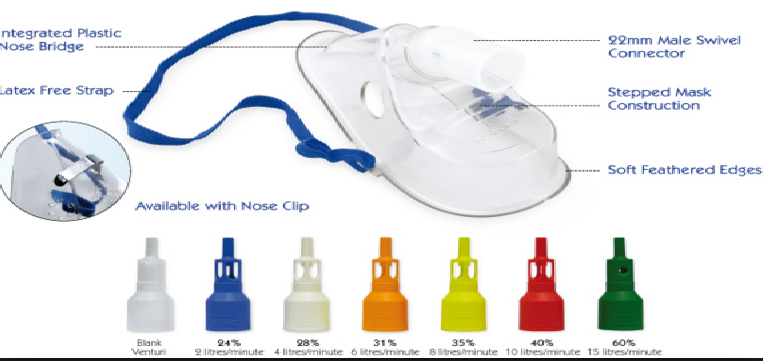 ntegrated Plastic
Nose Bridge
Latex Free Strap
22mm Male Swivel
Connector
Stepped Mask
Construction
Soft Feathered Edges
Available with Nose Clip
Blank
Venturi
24%
2 litres/minute
28%
4 litres/minute
31%
6 litres/minute
35%
8 litres/minute
40%
10 litres/minute
60%
15 litres/minute